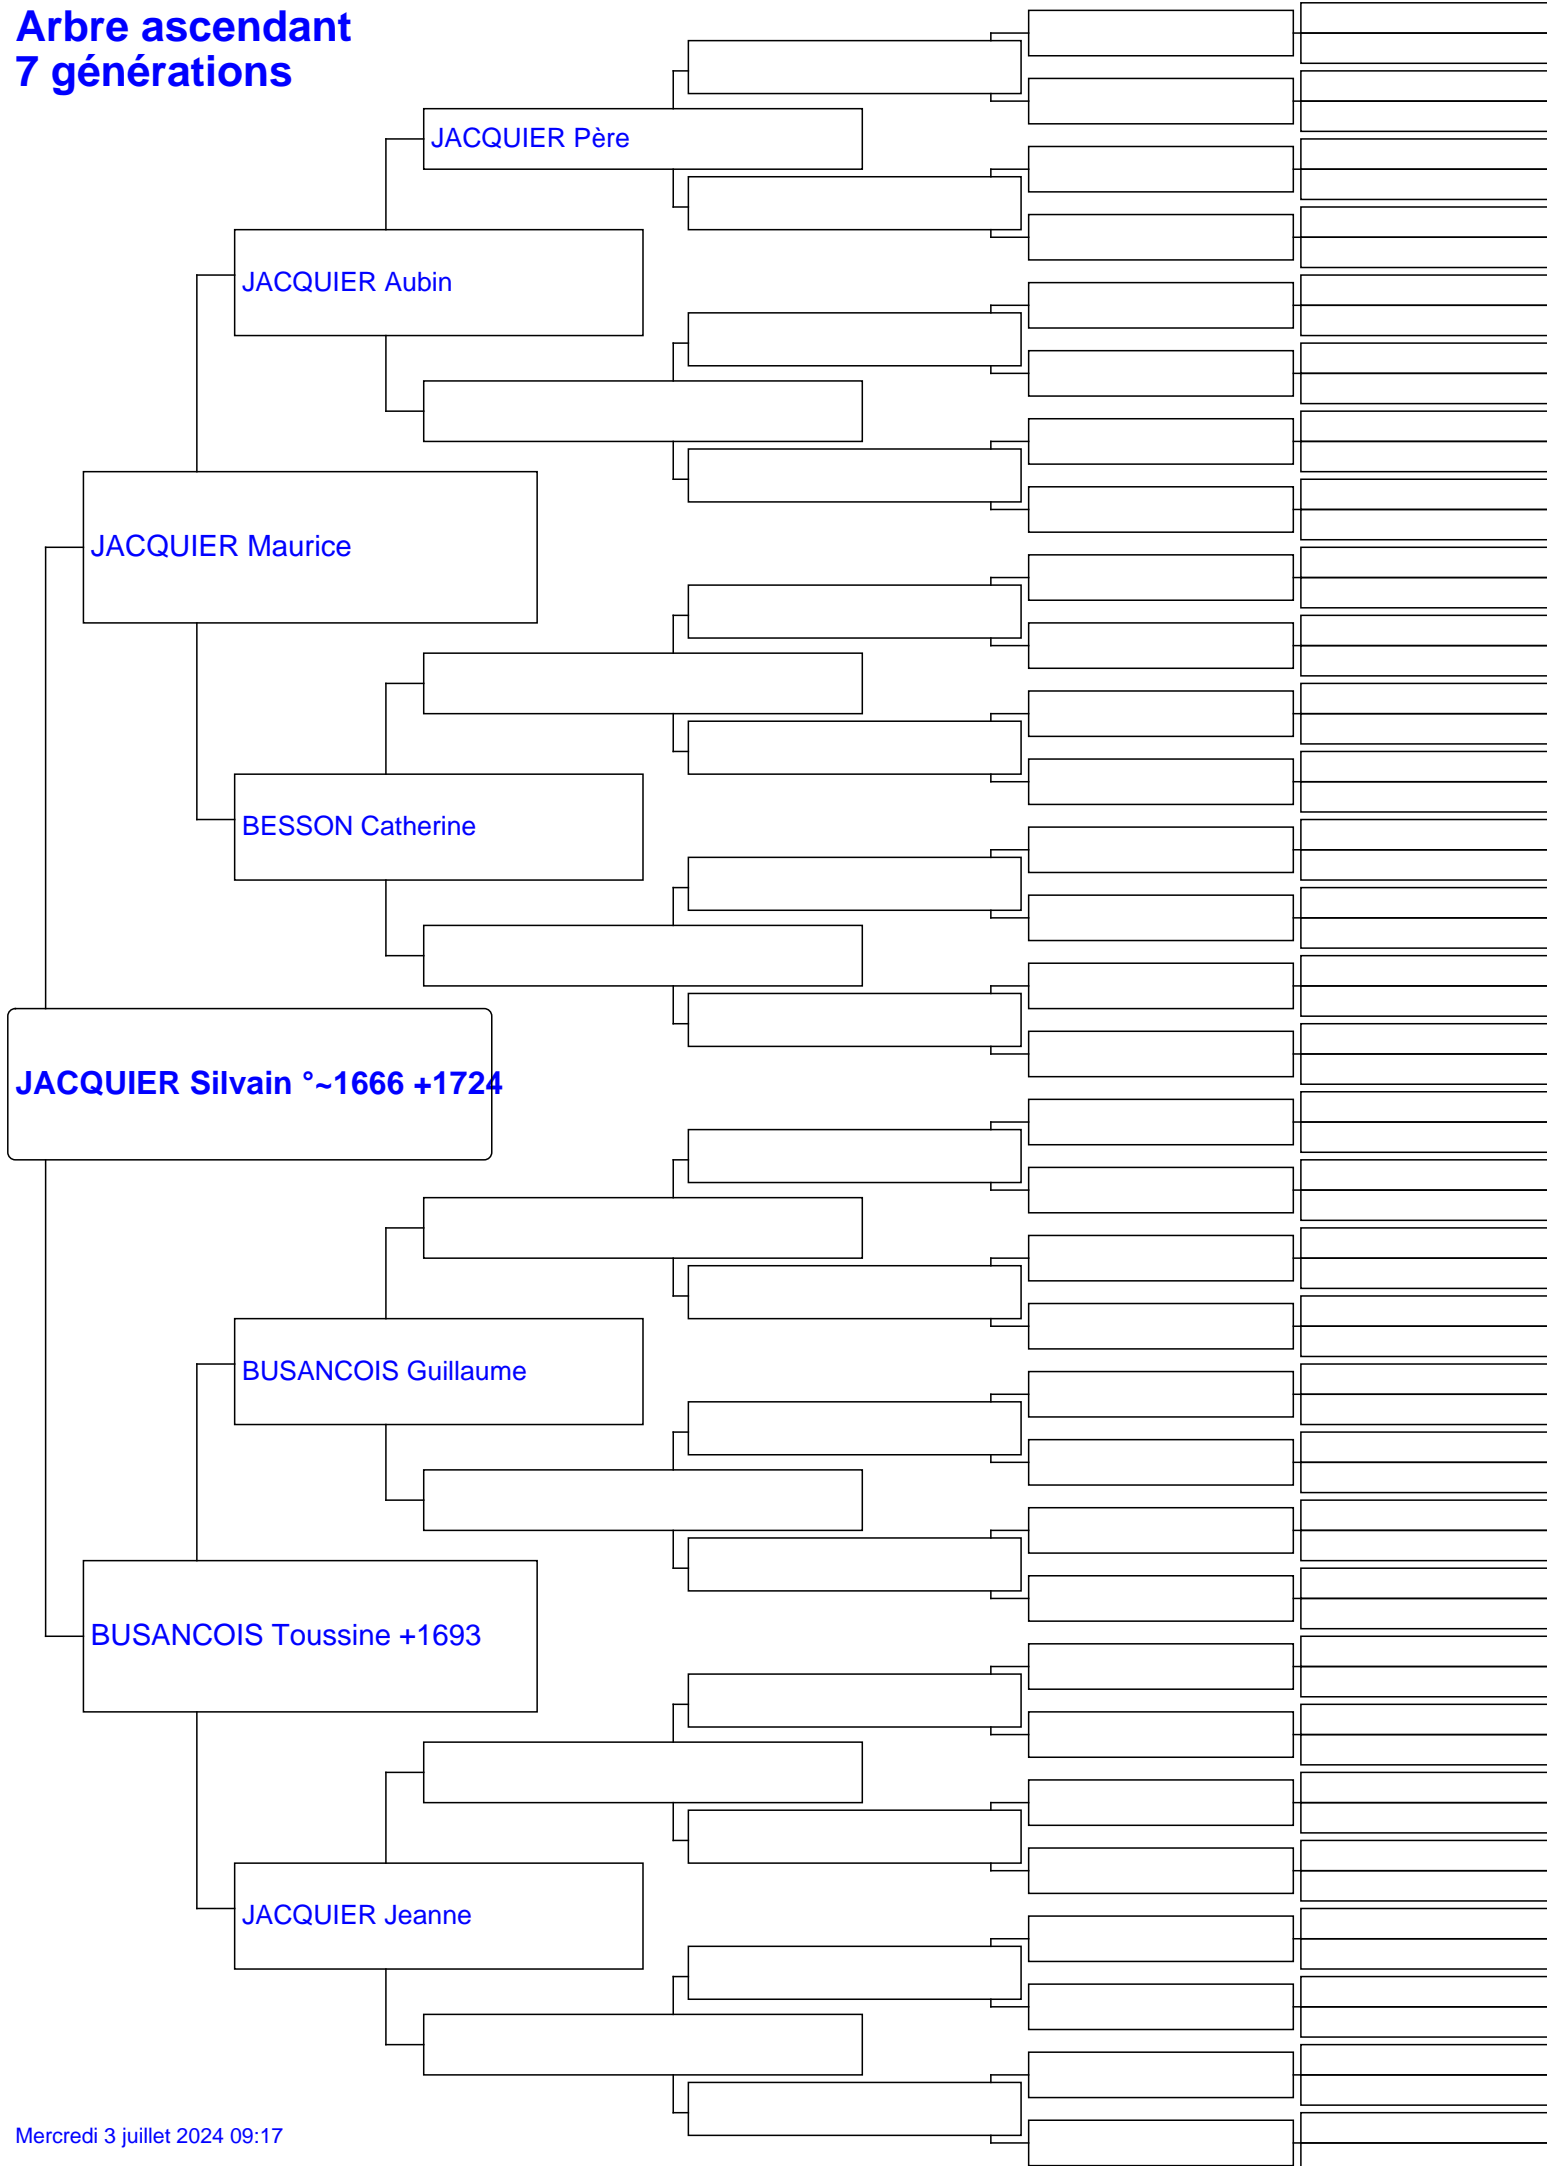 Arbre ascendant
7 générations
JACQUIER Père
JACQUIER Aubin
JACQUIER Maurice
BESSON Catherine
JACQUIER Silvain °~1666 +1724
BUSANCOIS Guillaume
BUSANCOIS Toussine +1693
JACQUIER Jeanne
Mercredi 3 juillet 2024 09:17